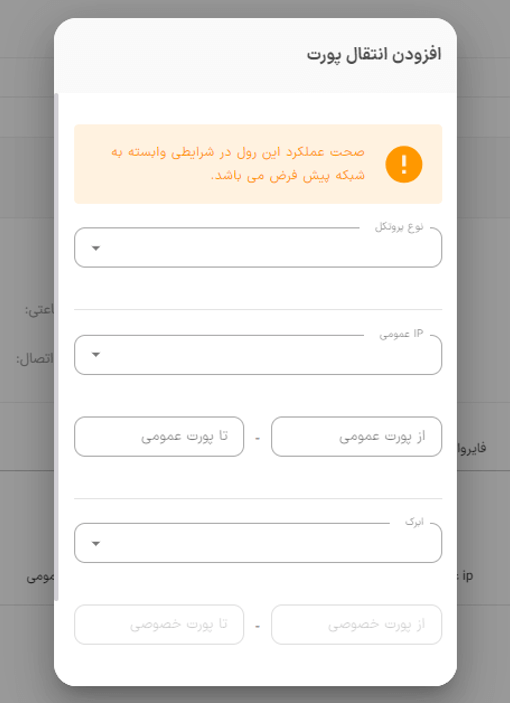 افزودن انتقال پورت
صحت عملکرد این رول در شرایطی وابسته به
شبکه پیش فرض می باشد.
نوع پروتکل
اعتی:
IP عمومی
اتصال:
از پورت عمومی - تا پورت عمومی
فایروا
ابرک
ip :
مومی
از پورت خصوصی - تا پورت خصوصی